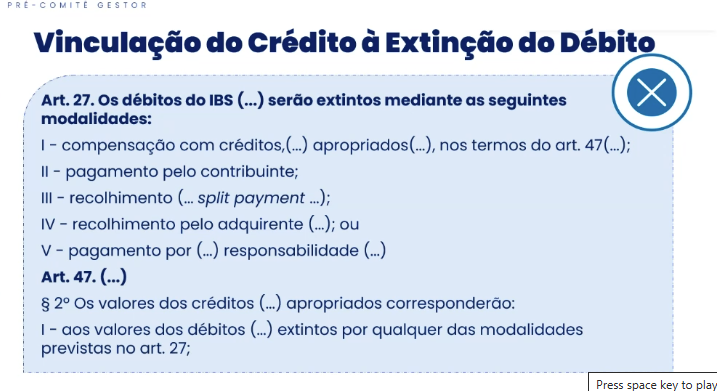 PRÉ-COMITÊ GESTOR
Vinculação do Crédito à Extinção do Débito
Art. 27. Os débitos do IBS (...) serão extintos mediante as seguintes
modalidades:
I - compensação com créditos,(...) apropriados(...), nos termos do art. 47(...);
II - pagamento pelo contribuinte;
III - recolhimento (... split payment ...);
IV - recolhimento pelo adquirente (...); ou
V - pagamento por (...) responsabilidade (...)
Art. 47. (...)
§ 2º Os valores dos créditos (...) apropriados corresponderão:
I - aos valores dos débitos (...) extintos por qualquer das modalidades
previstas no art. 27;
Press space key to play